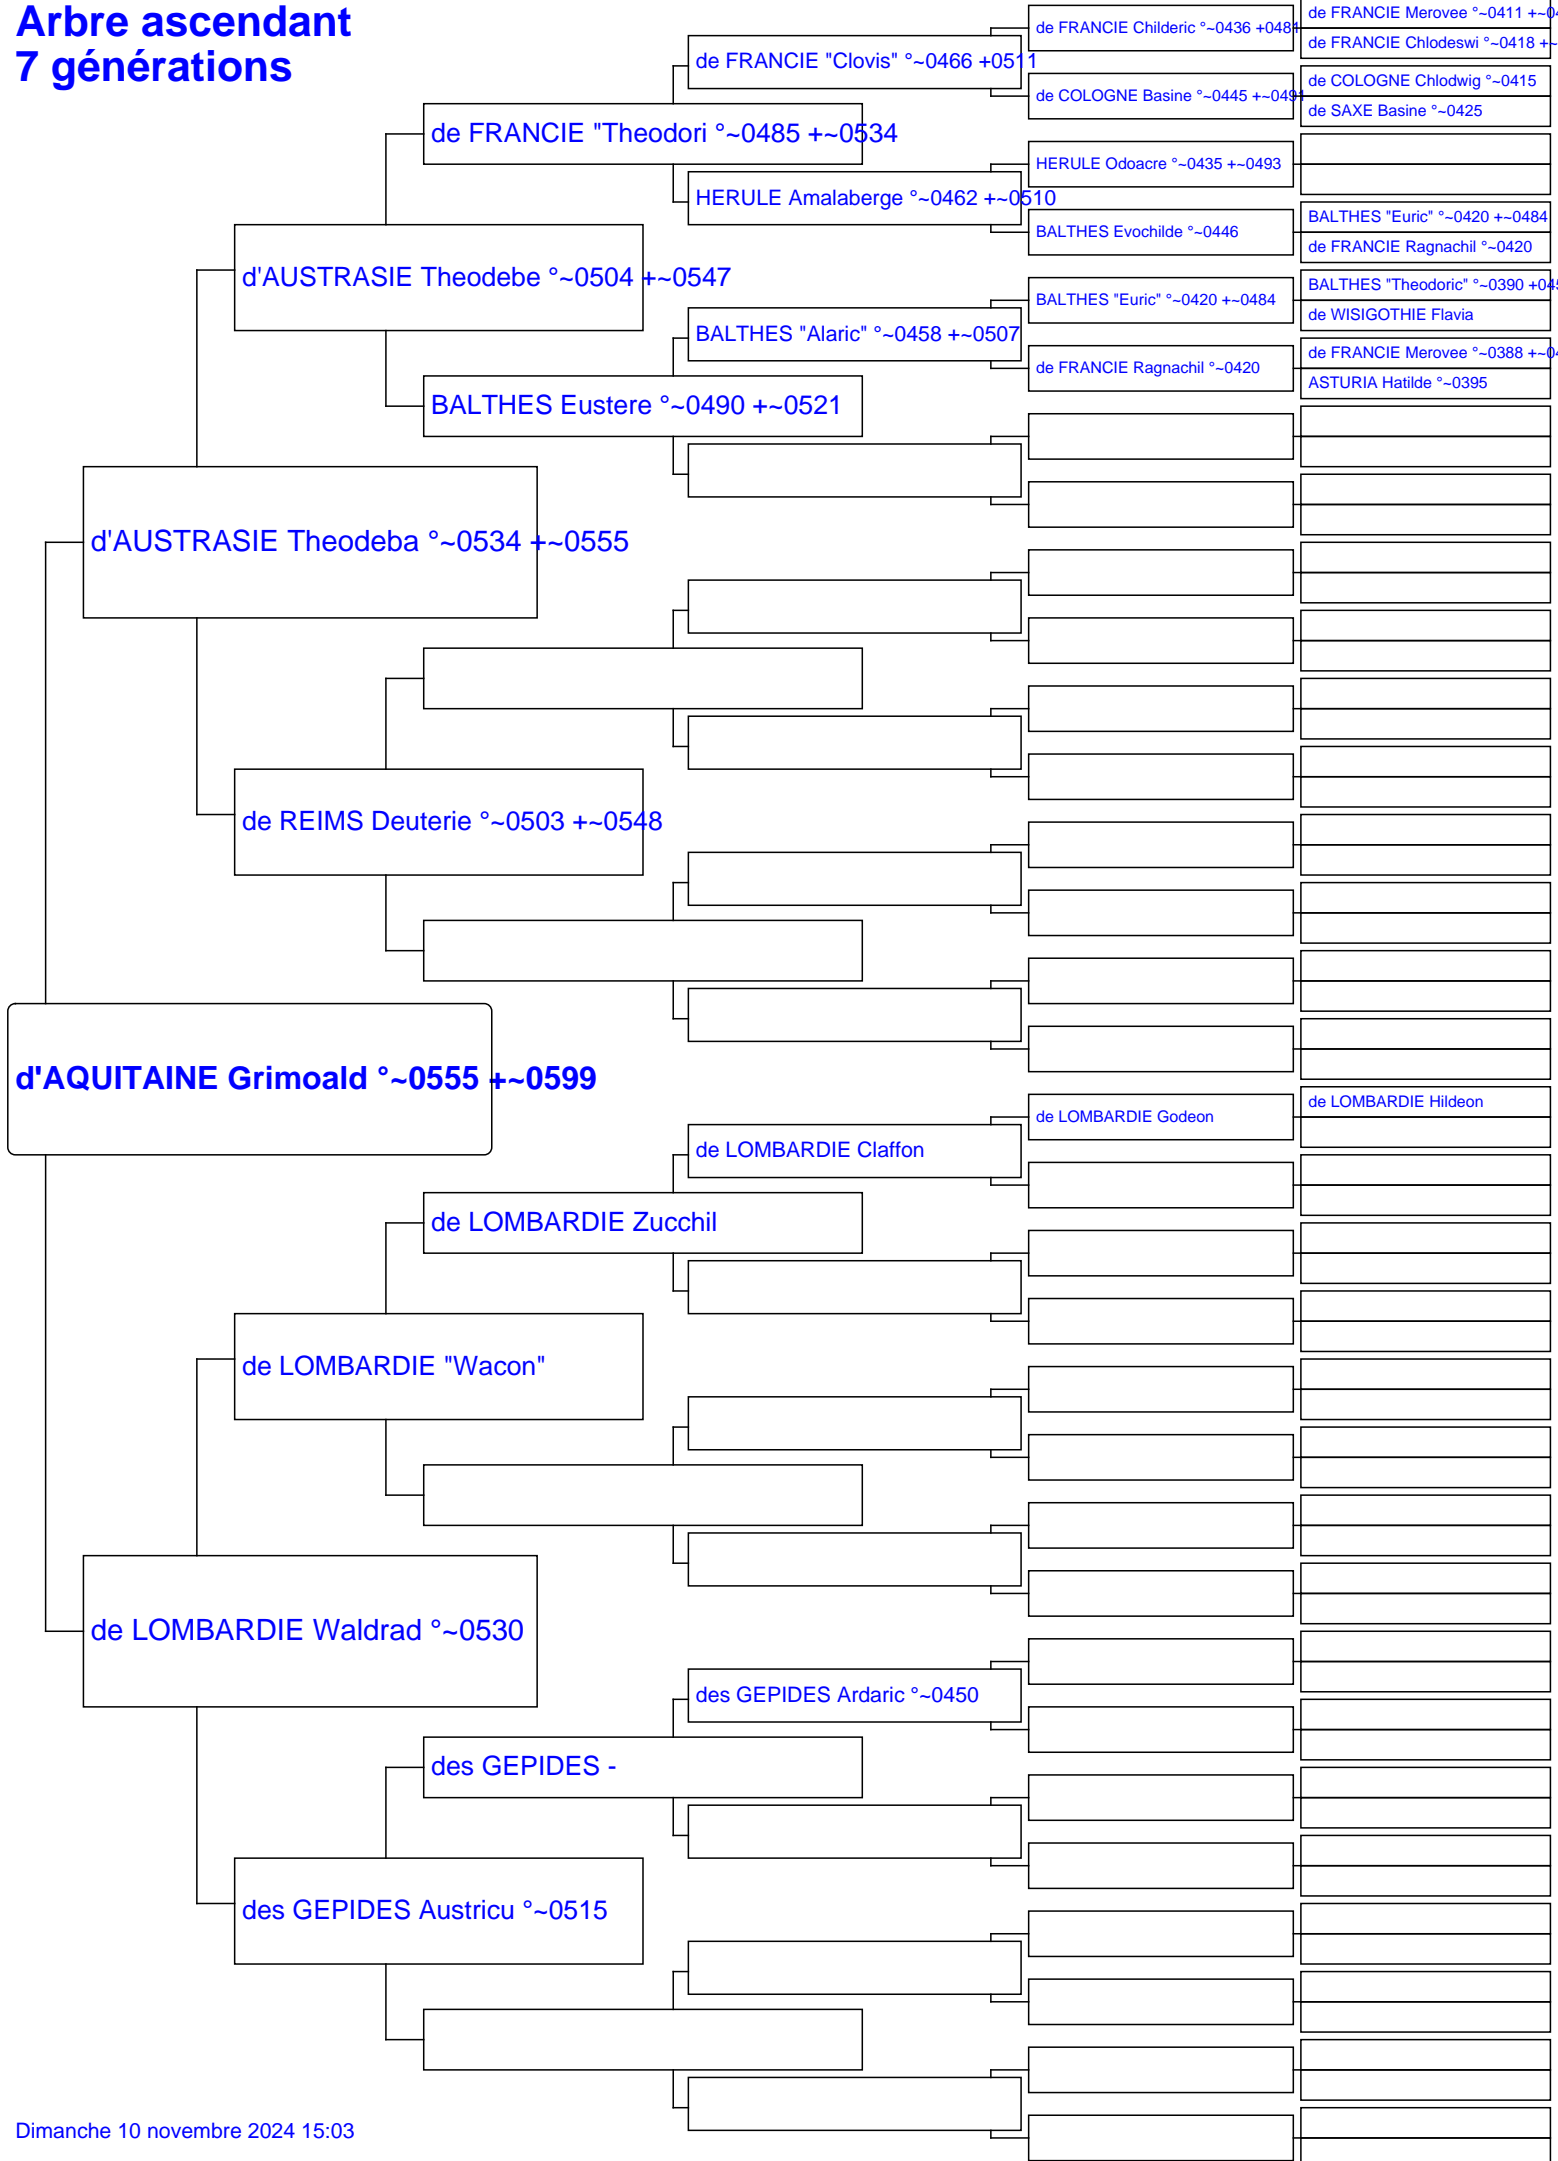 Arbre ascendant
7 générations
d'AQUITAINE Grimoald °~0555 +~0599
d'AUSTRASIE Theodeba °~0534 +~0555
de LOMBARDIE Waldrad °~0530
d'AUSTRASIE Theodebe °~0504 +~0547
de REIMS Deuterie °~0503 +~0548
de LOMBARDIE "Wacon"
des GEPIDES Austricu °~0515
de FRANCIE "Theodori °~0485 +~0534
BALTHES Eustere °~0490 +~0521
de LOMBARDIE Zucchil
des GEPIDES -
de FRANCIE "Clovis" °~0466 +0511
HERULE Amalaberge °~0462 +~0510
BALTHES "Alaric" °~0458 +~0507
de LOMBARDIE Claffon
des GEPIDES Ardaric °~0450
de FRANCIE Childeric °~0436 +0481
de COLOGNE Basine °~0445 +~0491
HERULE Odoacre °~0435 +~0493
BALTHES Evochilde °~0446
BALTHES "Euric" °~0420 +~0484
de FRANCIE Ragnachil °~0420
de LOMBARDIE Godeon
de FRANCIE Merovee °~0411 +~0
de FRANCIE Chlodeswi °~0418 +~
de COLOGNE Chlodwig °~0415
de SAXE Basine °~0425
BALTHES "Euric" °~0420 +~0484
de FRANCIE Ragnachil °~0420
BALTHES "Theodoric" °~0390 +04
de WISIGOTHIE Flavia
de FRANCIE Merovee °~0388 +~0
ASTURIA Hatilde °~0395
de LOMBARDIE Hildeon
Dimanche 10 novembre 2024 15:03